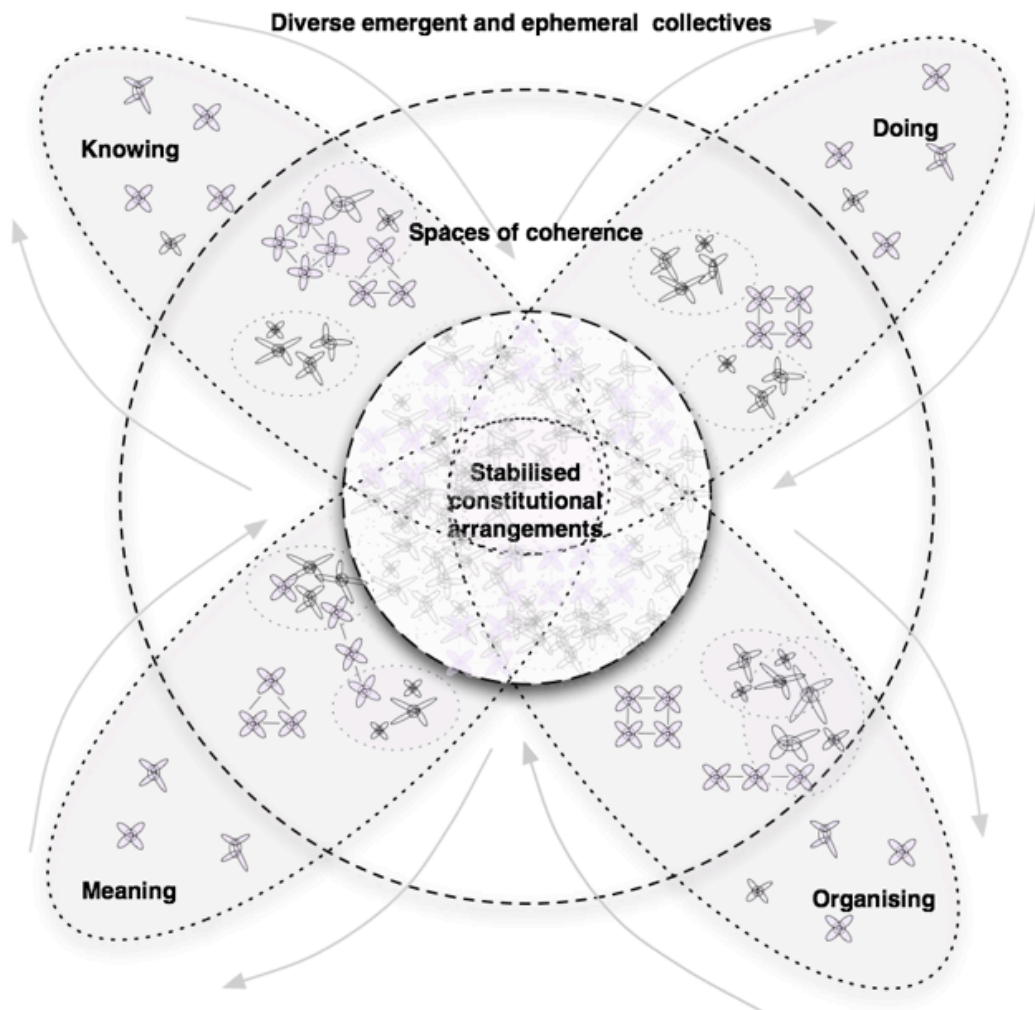 Diverse emergent and ephemeral collectives
Knowing
Doing
Spaces of coherence
Stabilised
constitutional
arrangements
Meaning
Organising